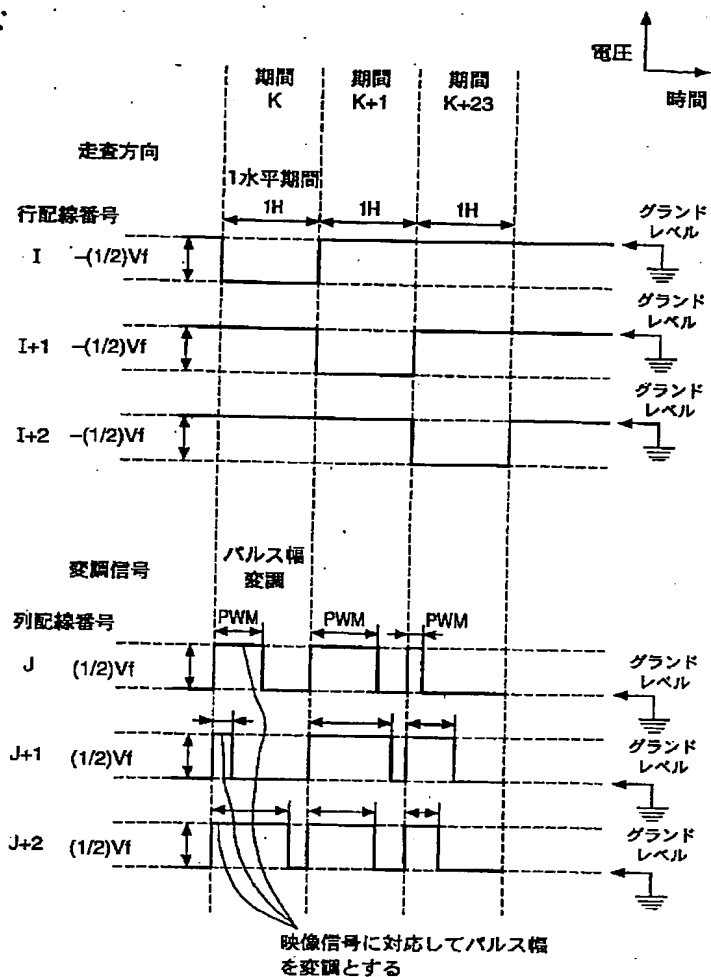 電圧
時間
期間 期間 期間
K K+1 K+23
走査方向
1水平期間
行配線番号 1H 1H 1H
グランド
レベル
I -(1/2)Vf
グランド
レベル
I+1 -(1/2)Vf
グランド
レベル
I+2 -(1/2)Vf
変調信号
パルス幅
変調
列配線番号
PWM PWM PWM
J (1/2)Vf
グランド
レベル
J+1 (1/2)Vf
グランド
レベル
J+2 (1/2)Vf
グランド
レベル
映像信号に対応してパルス幅
を変調とする